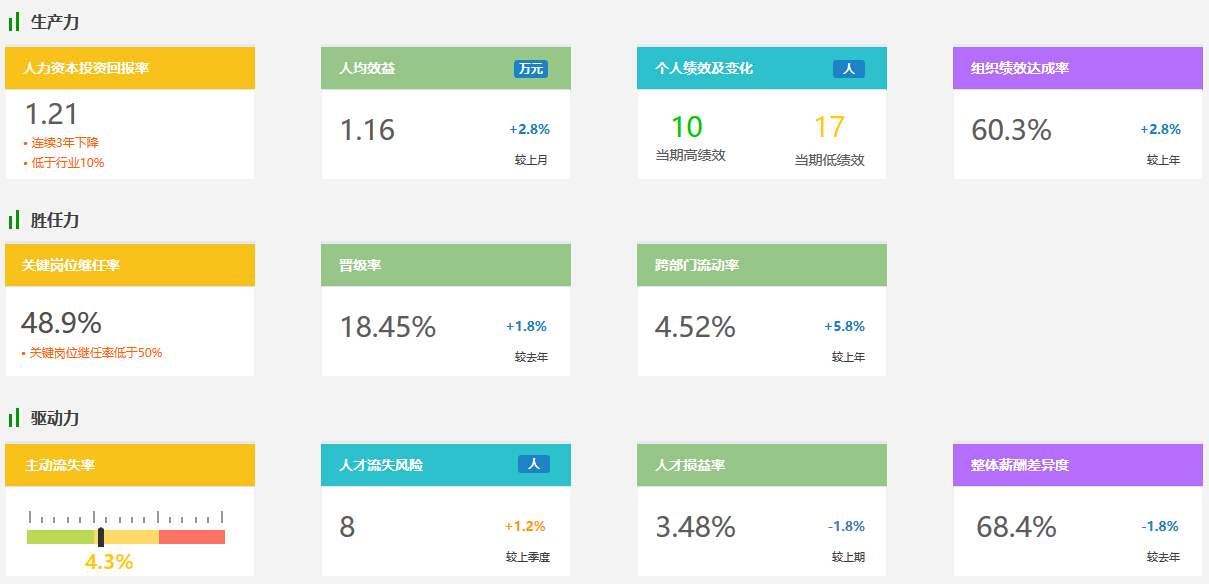 生产力
人力资本投资回报率
1.21
• 连续3年下降
• 低于行业10%
人均效益 万元
1.16 +2.8%
较上月
个人绩效及变化 人
10 17
当期高绩效 当期低绩效
组织绩效达成率
60.3% +2.8%
较上年
胜任力
关键岗位继任率
48.9%
• 关键岗位继任率低于50%
晋级率
18.45% +1.8%
较去年
跨部门流动率
4.52% +5.8%
较上年
驱动力
主动流失率
4.3%
人才流失风险 人
8 +1.2%
较上季度
人才损益率
3.48% -1.8%
较上期
整体薪酬差异度
68.4% -1.8%
较去年